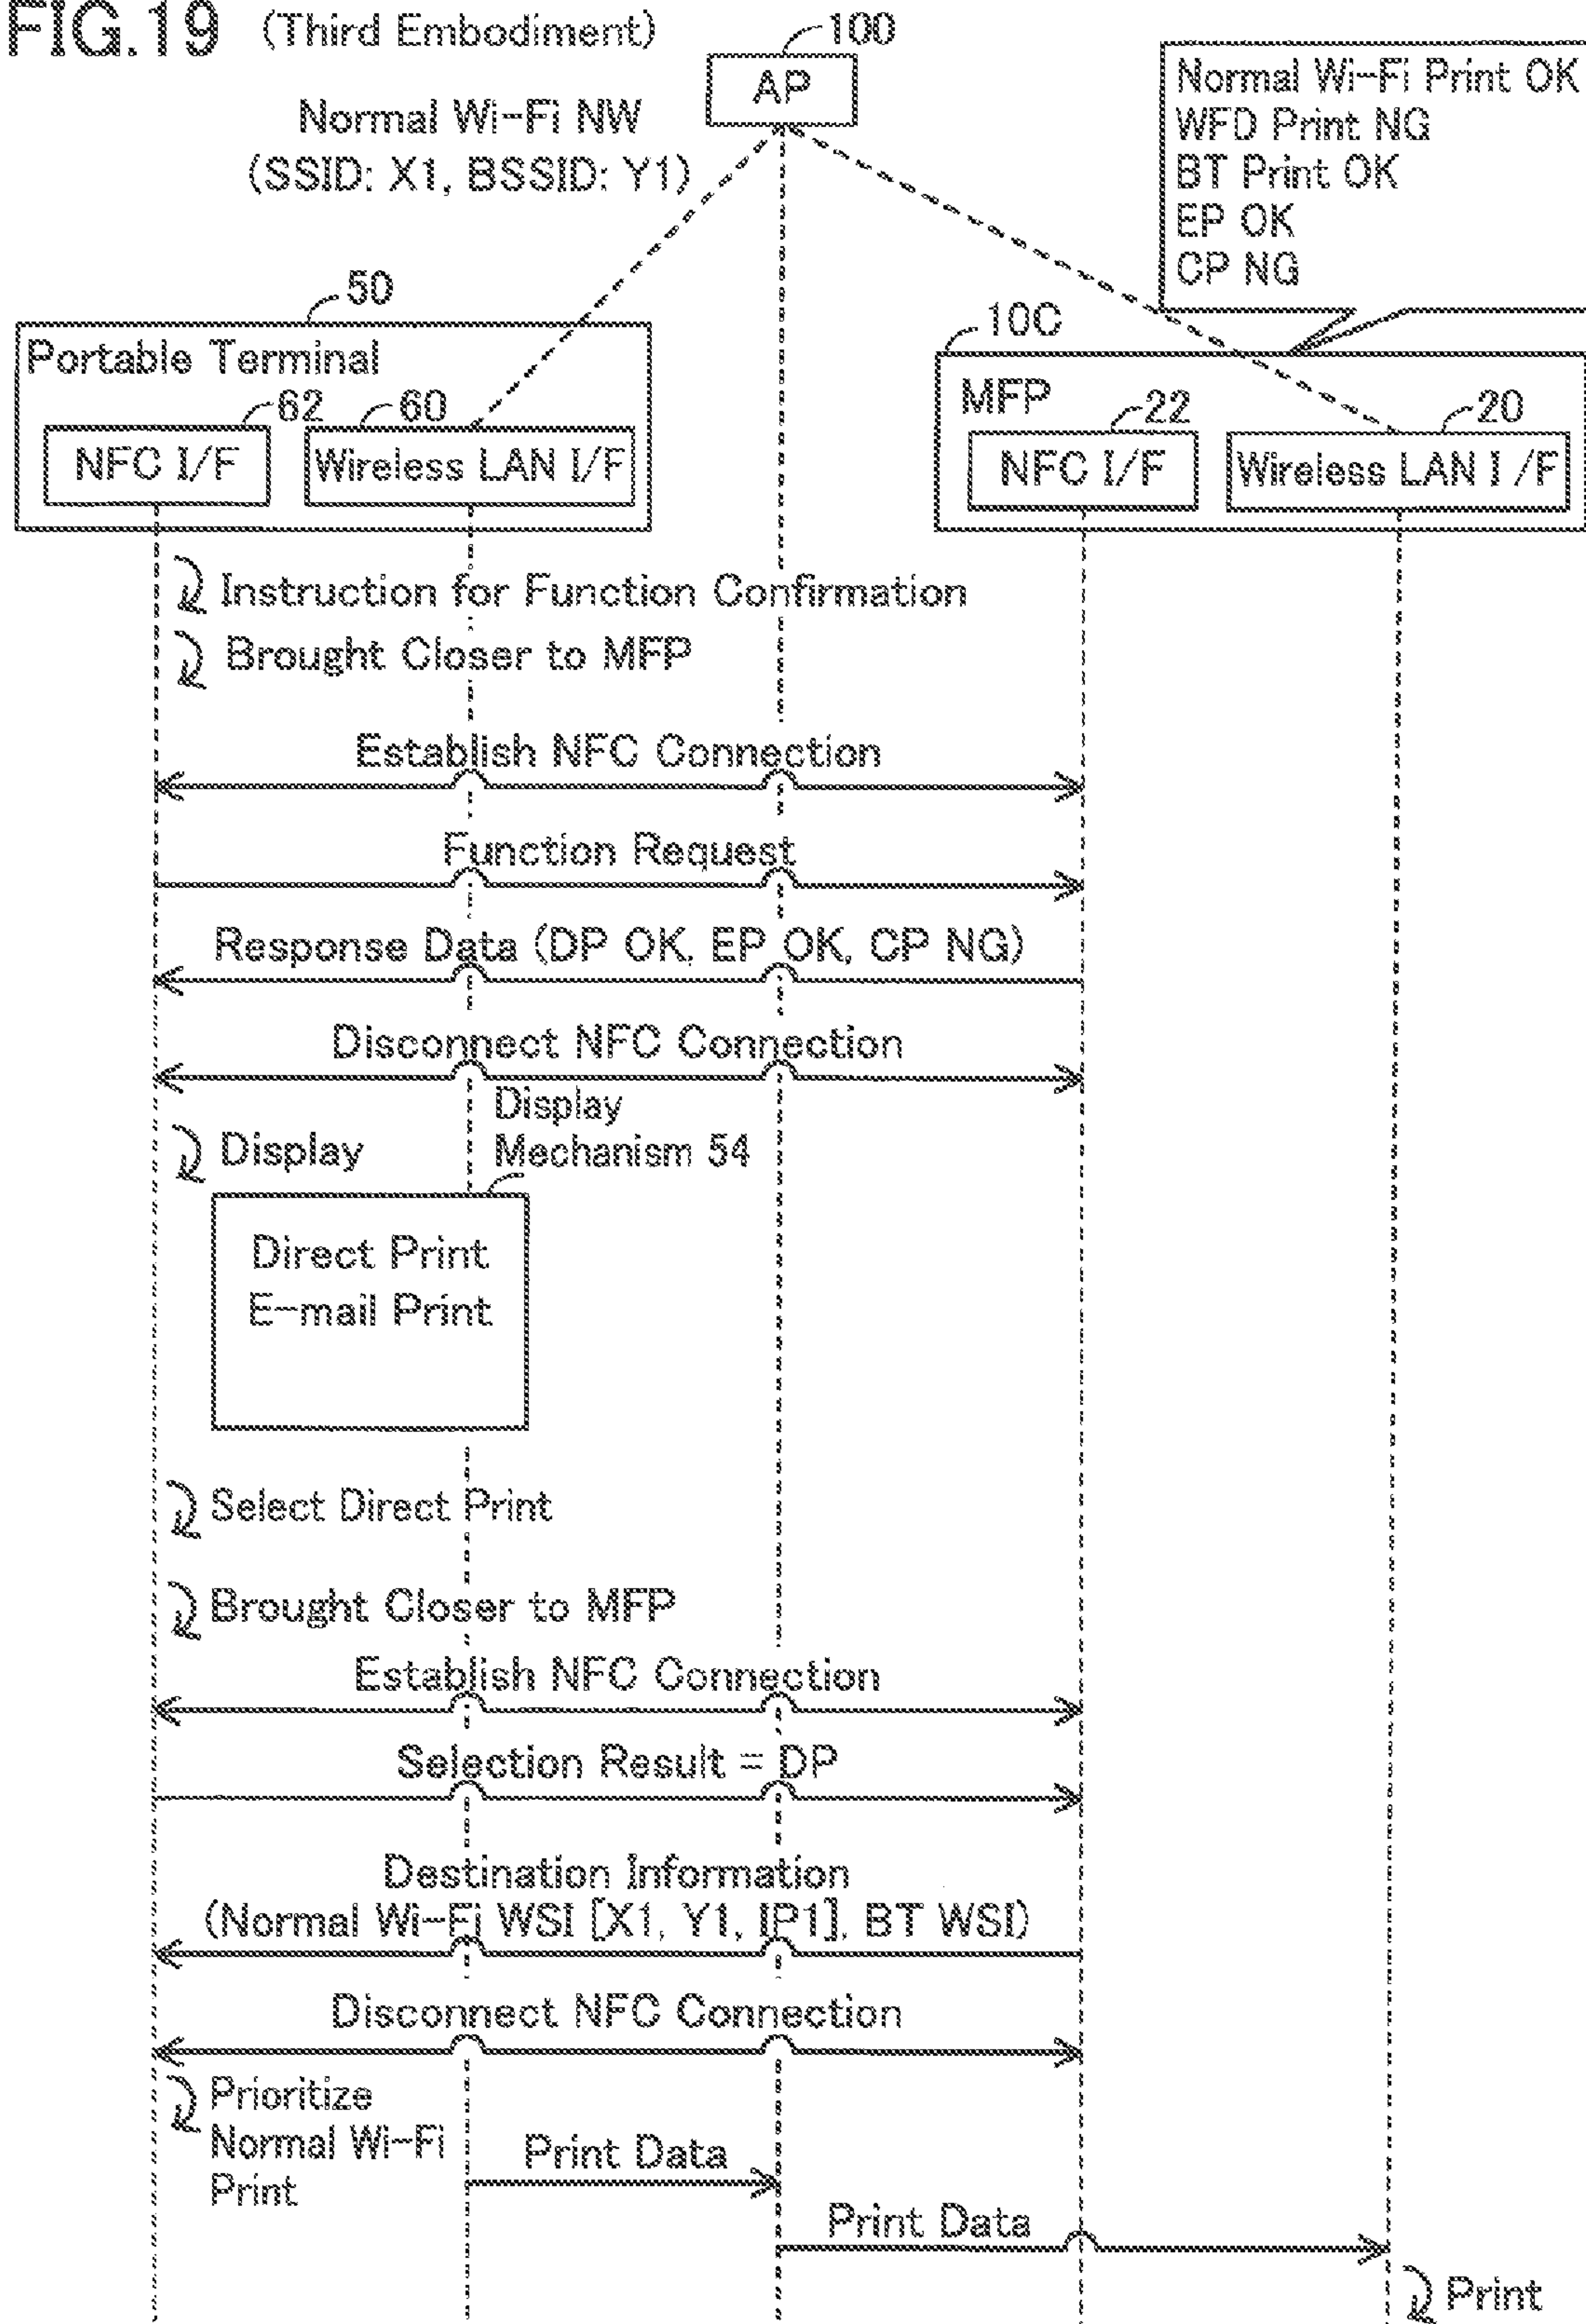 FIG.19 (Third Embodiment)
100
AP
Normal Wi-Fi NW
(SSID: X1, BSSID: Y1)
Normal Wi-Fi Print OK
WFD Print NG
BT Print OK
EP OK
CP NG
50
Portable Terminal
62
60
NFC I/F
Wireless LAN I/F
10C
MFP
22
20
NFC I/F
Wireless LAN I /F
Instruction for Function Confirmation
Brought Closer to MFP
Establish NFC Connection
Function Request
Response Data (DP OK, EP OK, CP NG)
Disconnect NFC Connection
Display
Display
Mechanism 54
Direct Print
E-mail Print
Select Direct Print
Brought Closer to MFP
Establish NFC Connection
Selection Result = DP
Destination Information
(Normal Wi-Fi WSI [X1, Y1, IP1], BT WSI)
Disconnect NFC Connection
Prioritize
Normal Wi-Fi
Print
Print Data
Print Data
Print